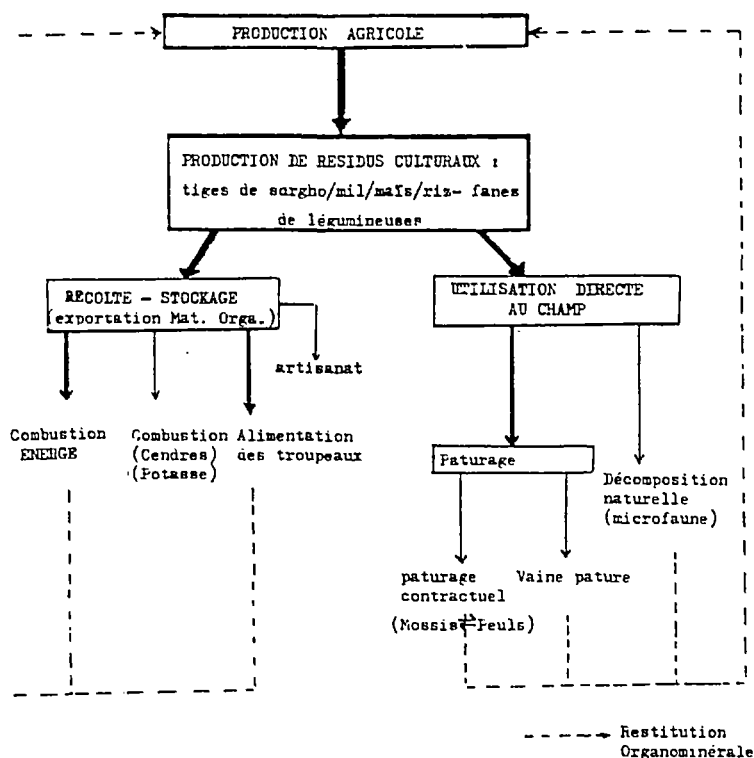 PRODUCTION AGRICOLE
PRODUCTION DE RESIDUS CULTURAUX :
tiges de sorgho/mil/maïs/riz- fanes
de légumineuses
RECOLTE - STOCKAGE
(exportation Mat. Orga.)
artisanat
Combustion
ENERGE
Combustion
(Cendres)
(Potasse)
Alimentation
des troupeaux
UTILISATION DIRECTE
AU CHAMP
Paturage
Décomposition
naturelle
(microfaune)
paturage
contractuel
(Mossis⇌Peuls)
Vaine pature
Restitution
Organominérale